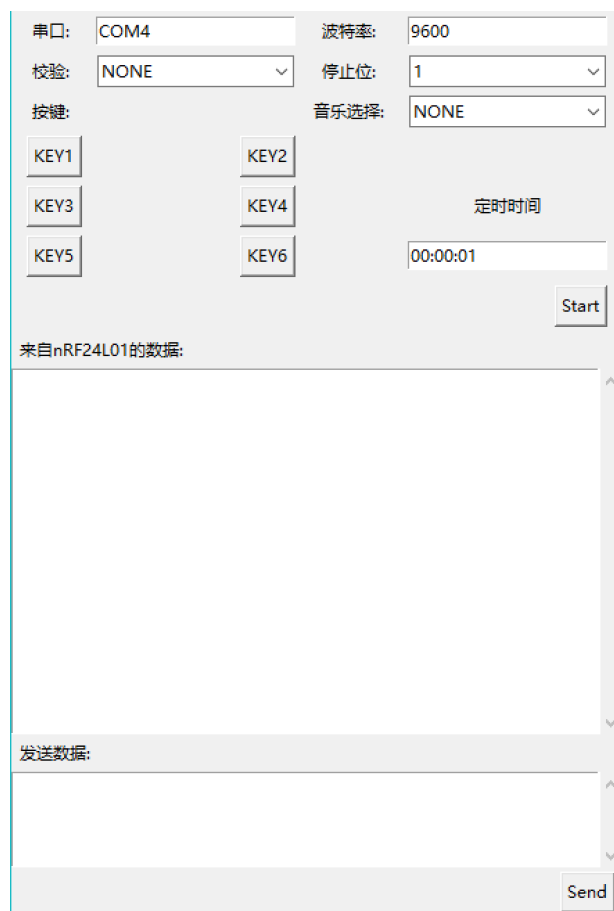 串口: COM4 波特率: 9600
校验: NONE 停止位: 1
按键: 音乐选择: NONE
KEY1 KEY2
KEY3 KEY4 定时时间
KEY5 KEY6 00:00:01
Start
来自nRF24L01的数据:
发送数据:
Send